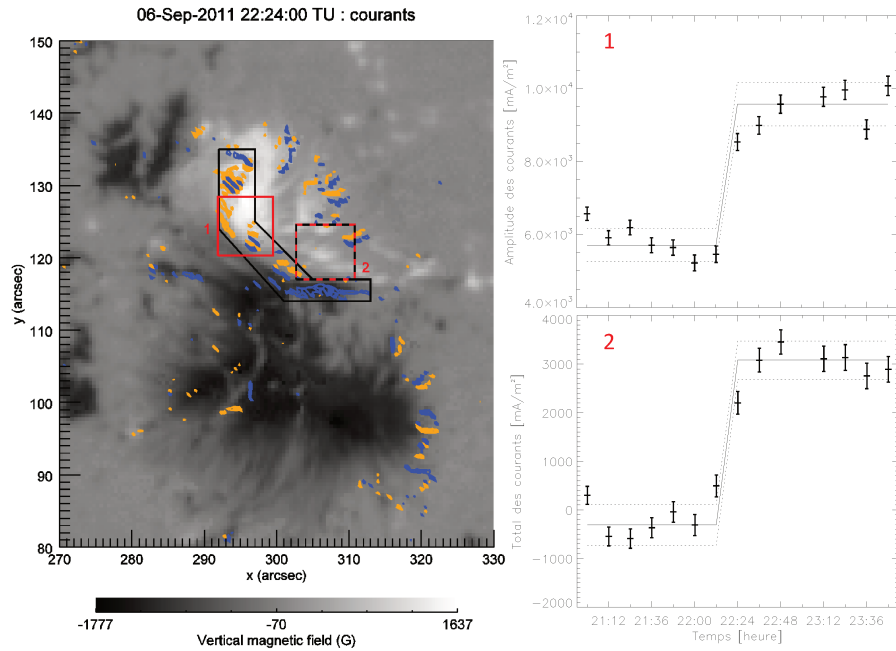 06-Sep-2011 22:24:00 TU : courants
150
140
130
120
114
100
90
80
y (arcsec)
1
2
270 280 290 300 310 320 330
x (arcsec)
-1777 -70 1637
Vertical magnetic field (G)
1
1.2×10⁴
1.0×10⁴
8.0×10³
6.0×10³
4.0×10³
Amplitude des courants [mA/m²]
2
4000
3000
2000
1000
0
−1000
−2000
Total des courants [mA/m²]
21:12 21:36 22:00 22:24 22:48 23:12 23:36
Temps [heure]